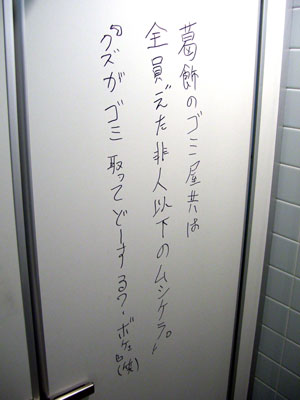 葛飾のゴミ屋共は
全員“えた非人以下のムシケラ”
『クズがゴミ取ってどーする?・ボケェ』(笑)